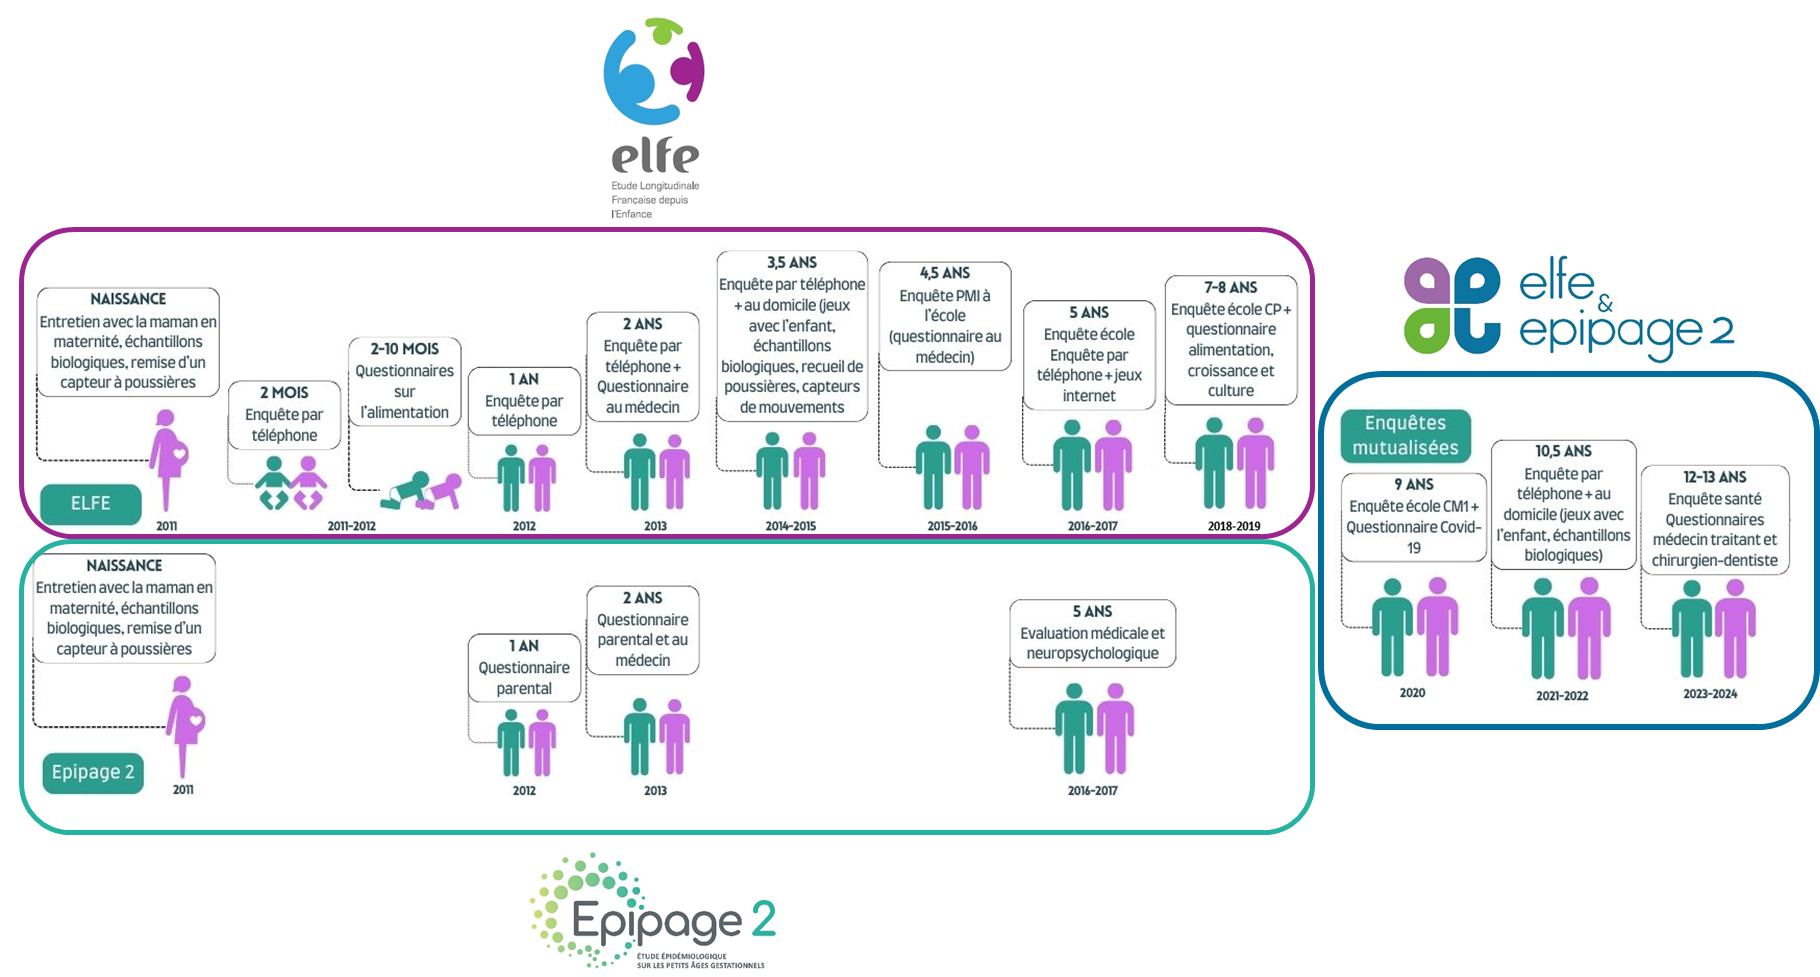 elfe
Etude Longitudinale
Française depuis
l'Enfance
NAISSANCE
Entretien avec la maman en
maternité, échantillons
biologiques, remise d'un
capteur à poussières
2 MOIS
Enquête par
téléphone
2-10 MOIS
Questionnaires
sur
l'alimentation
1 AN
Enquête par
téléphone
2 ANS
Enquête par
téléphone +
Questionnaire
au médecin
3,5 ANS
Enquête par téléphone
+ au domicile (jeux
avec l'enfant,
échantillons
biologiques, recueil de
poussières, capteurs
de mouvements
4,5 ANS
Enquête PMI à
l'école
(questionnaire au
médecin)
5 ANS
Enquête école
Enquête par
téléphone + jeux
internet
7-8 ANS
Enquête école CP +
questionnaire
alimentation,
croissance et
culture
ELFE
2011
2011-2012
2012
2013
2014-2015
2015-2016
2016-2017
2018-2019
NAISSANCE
Entretien avec la maman en
maternité, échantillons
biologiques, remise d'un
capteur à poussières
1 AN
Questionnaire
parental
2 ANS
Questionnaire
parental et au
médecin
5 ANS
Evaluation médicale et
neuropsychologique
Epipage 2
2011
2012
2013
2016-2017
elfe
&
epipage 2
Enquêtes
mutualisées
9 ANS
Enquête école CM1 +
Questionnaire Covid-
19
10,5 ANS
Enquête par
téléphone + au
domicile (jeux avec
l'enfant, échantillons
biologiques)
12-13 ANS
Enquête santé
Questionnaires
médecin traitant et
chirurgien-dentiste
2020
2021-2022
2023-2024
Epipage 2
ÉTUDE ÉPIDÉMIOLOGIQUE
SUR LES PETITS ÂGES GESTATIONNELS